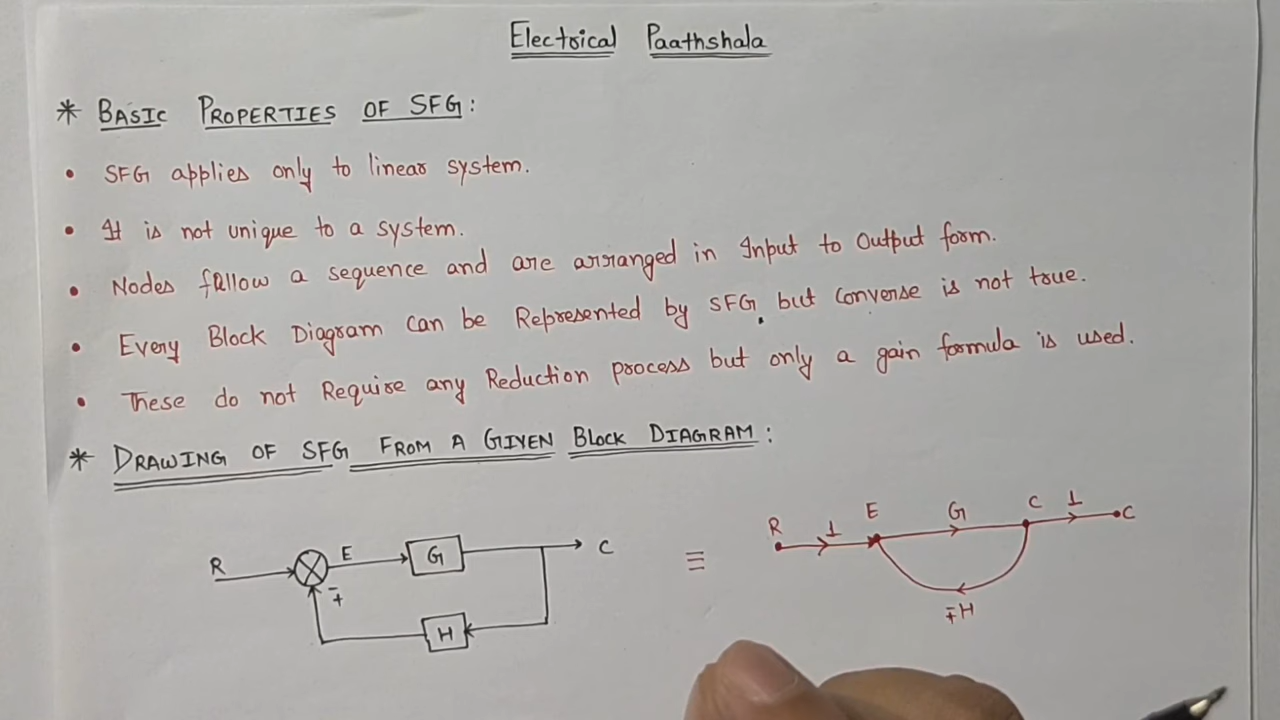 Electrical Paathshala
* BASIC PROPERTIES OF SFG:
• SFG applies only to linear system.
• It is not unique to a system.
• Nodes follow a sequence and are arranged in Input to Output form.
• Every Block Diagram can be Represented by SFG, but Converse is not true.
• These do not Require any Reduction process but only a gain formula is used.
* DRAWING OF SFG FROM A GIVEN BLOCK DIAGRAM:
R E G C
∓
H
≡
R 1 E G C 1 C
∓H